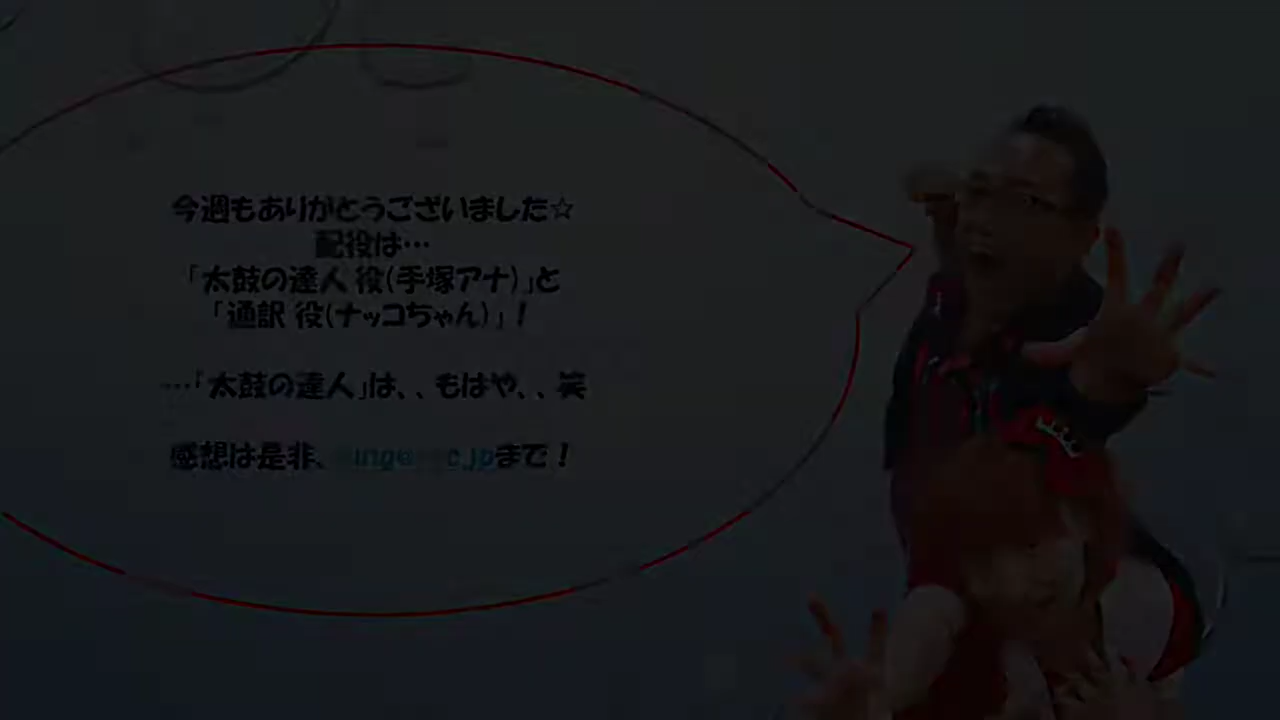 今週もありがとうございました☆
配役は…
「太鼓の達人 役(手塚アナ)」と
「通訳 役(ナッコちゃん)」!
…「太鼓の達人」は、、もはや、、笑
感想は是非、 まで!